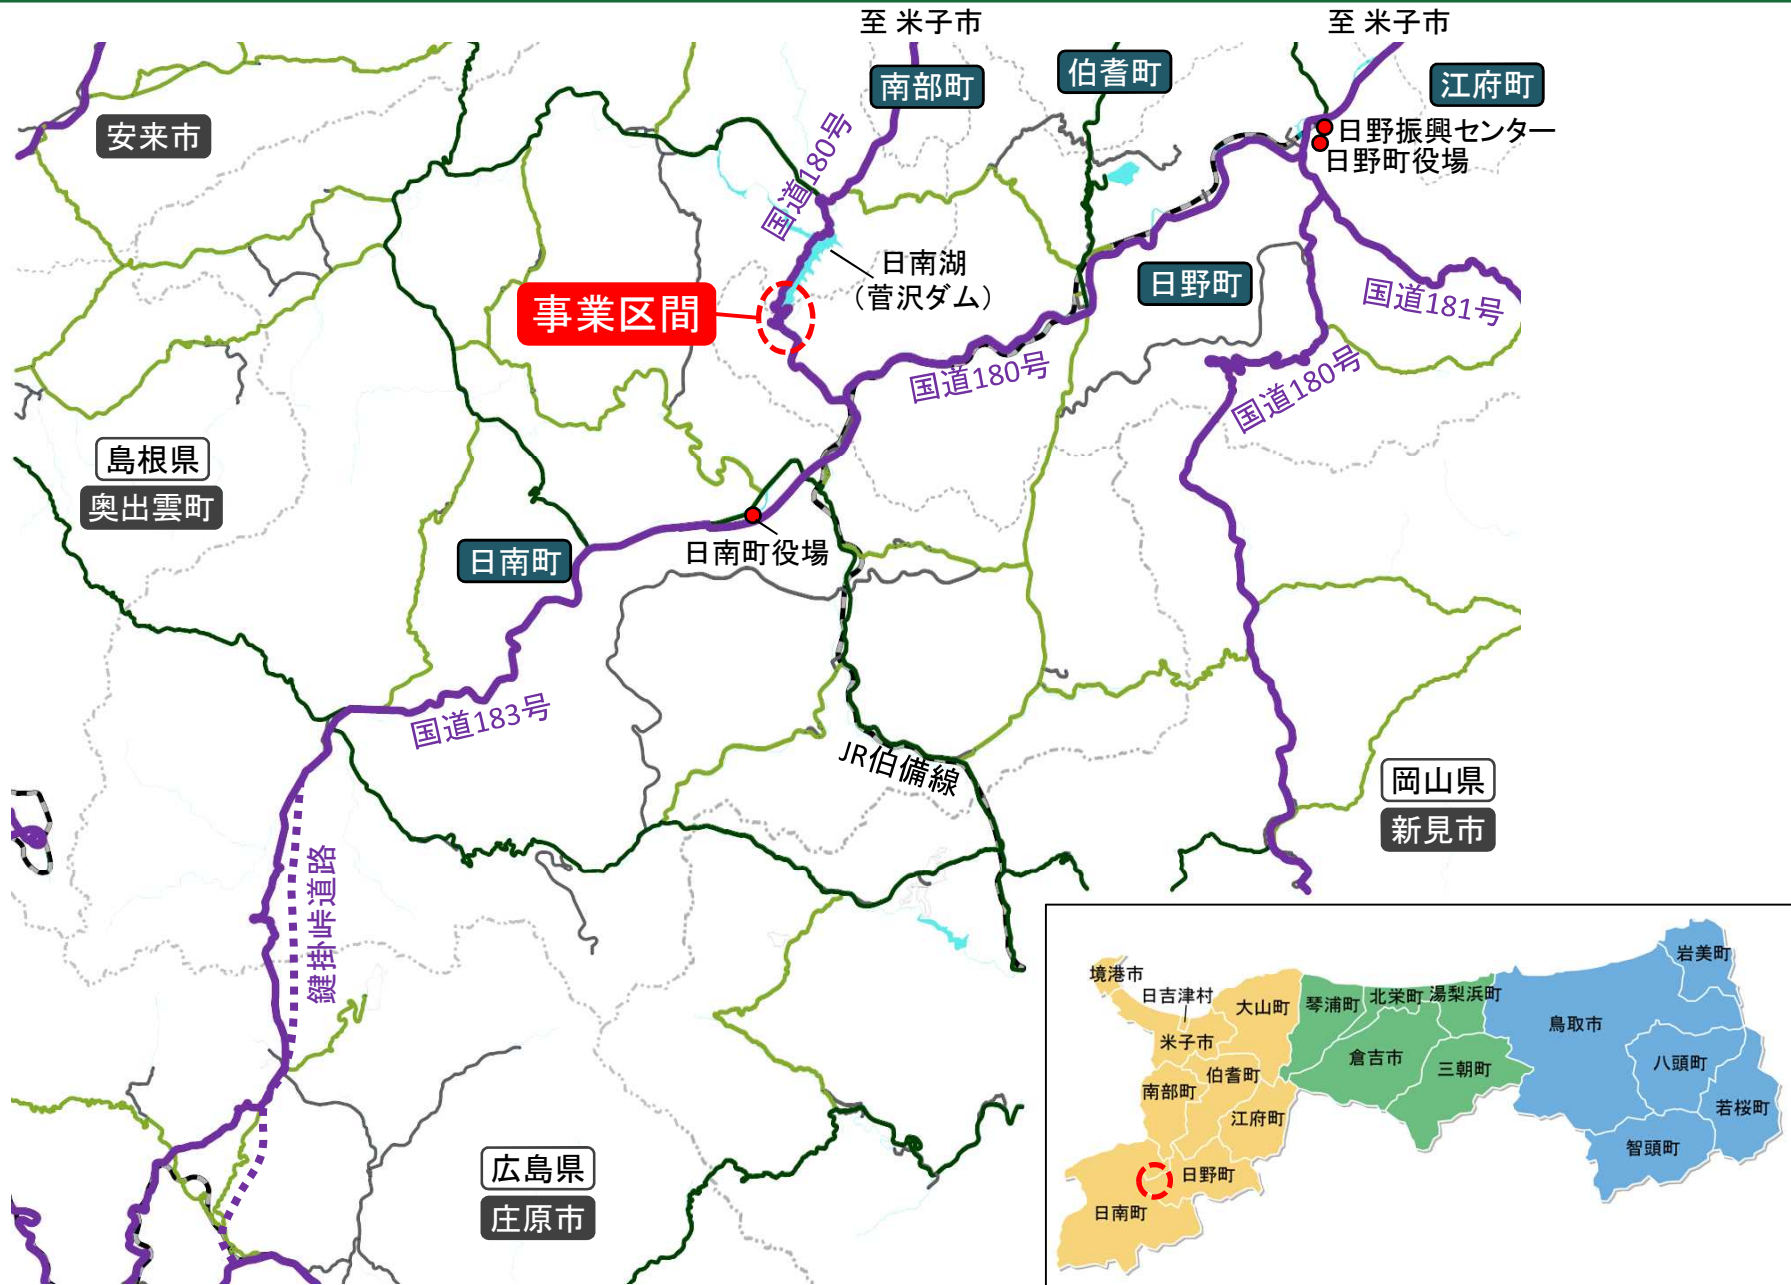 至 米子市
至 米子市
南部町
伯耆町
江府町
安来市
国道180号
日野振興センター
日野町役場
日南湖
（菅沢ダム）
日野町
事業区間
国道181号
国道180号
国道180号
島根県
奥出雲町
日南町
日南町役場
国道183号
JR伯備線
岡山県
新見市
鍵掛峠道路
広島県
庄原市
境港市
日吉津村
大山町
琴浦町
北栄町
湯梨浜町
岩美町
米子市
鳥取市
倉吉市
三朝町
伯耆町
八頭町
南部町
江府町
若桜町
智頭町
日野町
日南町